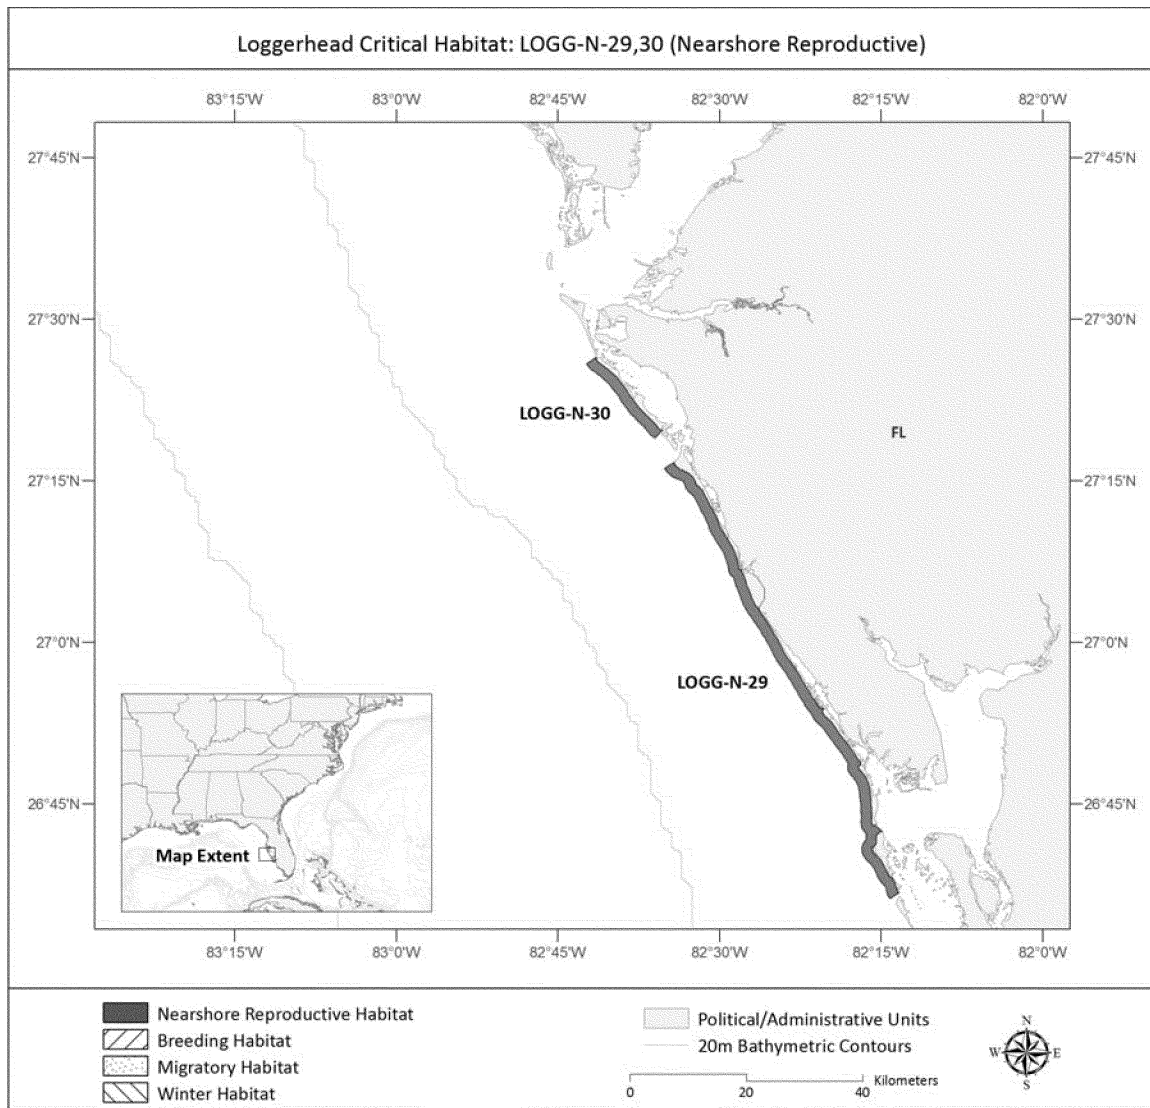 Loggerhead Critical Habitat: LOGG-N-29,30 (Nearshore Reproductive)
83°15'W 83°0'W 82°45'W 82°30'W 82°15'W 82°0'W
27°45'N 27°45'N
27°30'N 27°30'N
LOGG-N-30
FL
27°15'N 27°15'N
27°0'N 27°0'N
LOGG-N-29
26°45'N 26°45'N
Map Extent
83°15'W 83°0'W 82°45'W 82°30'W 82°15'W 82°0'W
Nearshore Reproductive Habitat
Breeding Habitat
Migratory Habitat
Winter Habitat
Political/Administrative Units
20m Bathymetric Contours
Kilometers
0 20 40
N
W E
S